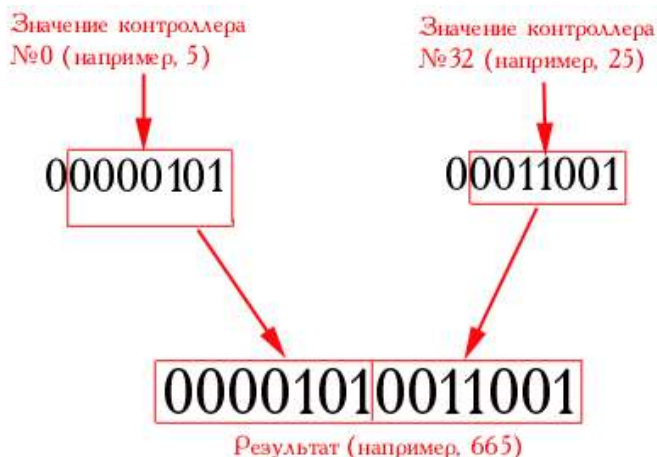 Значение контроллера
№0 (например, 5)
Значение контроллера
№32 (например, 25)
00000101
00011001
00001010011001
Результат (например, 665)